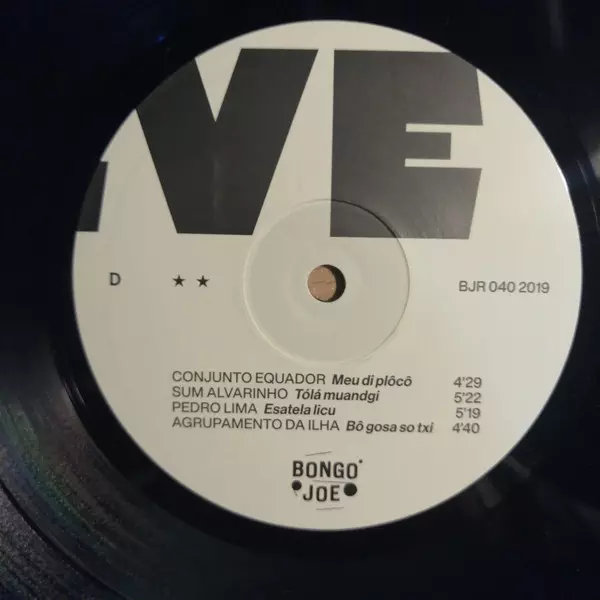 VE
D ★★ BJR 040 2019
CONJUNTO EQUADOR Meu di plôcô 4'29
SUM ALVARINHO Tólá muandgi 5'22
PEDRO LIMA Esatela licu 5'19
AGRUPAMENTO DA ILHA Bô gosa so txi 4'40
BONGO
JOE